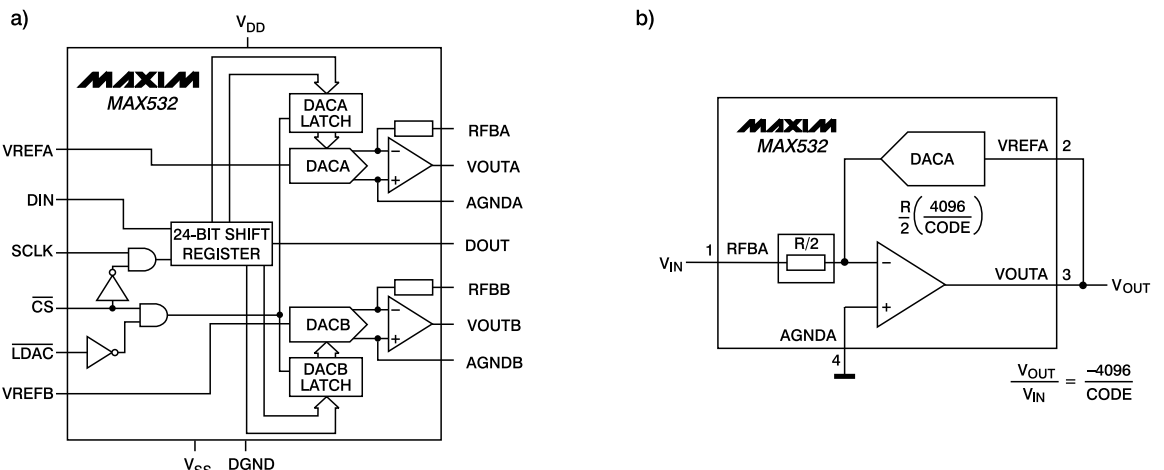 a)
VDD
MAXIM
MAX532
DACA
LATCH
RFBA
VREFA
DACA
−
+
VOUTA
AGNDA
DIN
24-BIT SHIFT
REGISTER
DOUT
SCLK
RFBB
CS
DACB
−
+
VOUTB
LDAC
AGNDB
DACB
LATCH
VREFB
VSS DGND
b)
MAXIM
MAX532
DACA
VREFA 2
R/2 (4096/CODE)
1 RFBA
R/2
VIN
−
+
VOUTA 3
VOUT
AGNDA
4
VOUT/VIN = −4096/CODE